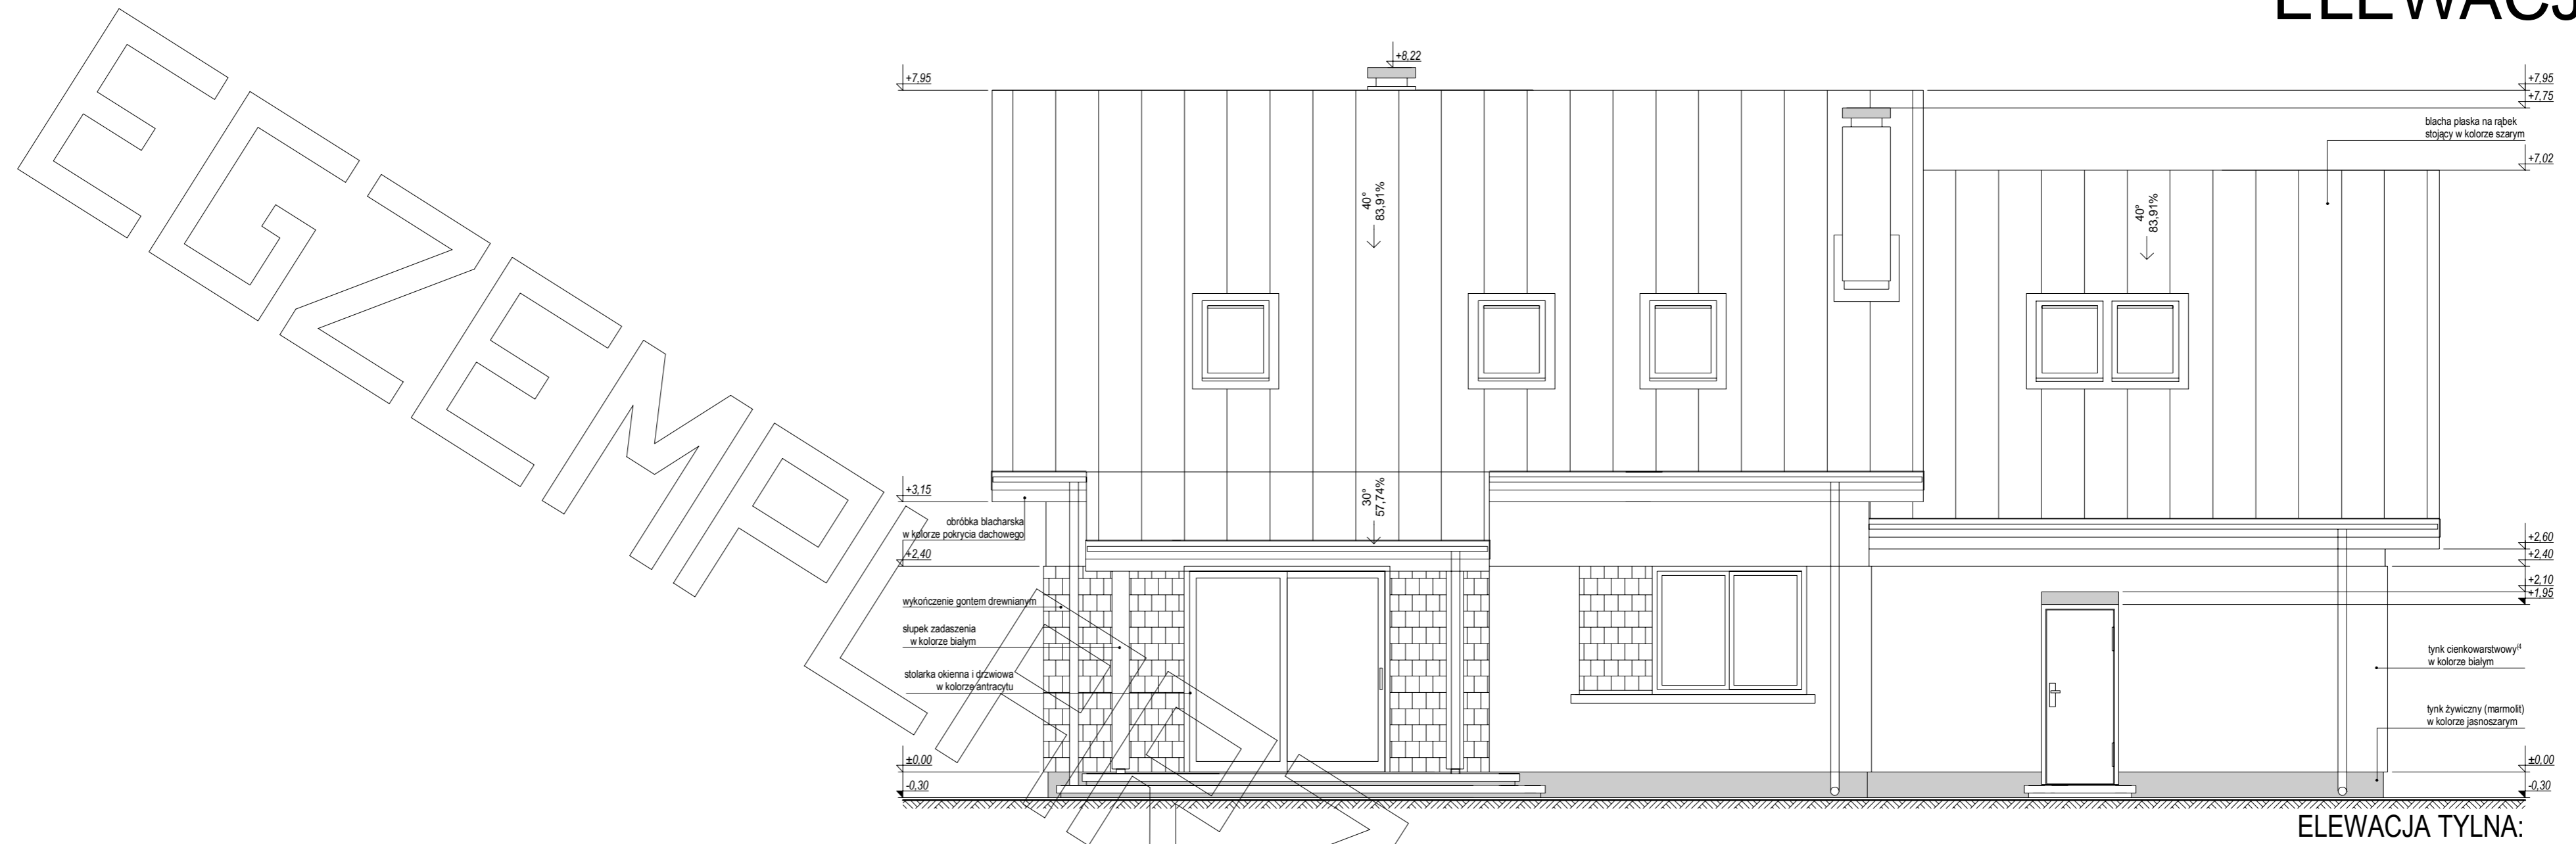 ELEWACJ
+8,22
+7,95
+7,95
+7,75
blacha płaska na rąbek
stojący w kolorze szarym
+7,02
40°
83,91%
40°
83,91%
+3,15
30°
57,74%
obróbka blacharska
w kolorze pokrycia dachowego
+2,40
+2,60
+2,40
+2,10
+1,95
wykończenie gontem drewnianym
słupek zadaszenia
w kolorze białym
stolarka okienna i drzwiowa
w kolorze antracytu
tynk cienkowarstwowy
w kolorze białym
tynk żywiczny (marmolit)
w kolorze jasnoszarym
±0,00
-0,30
±0,00
-0,30
ELEWACJA TYLNA:
EGZEMPL